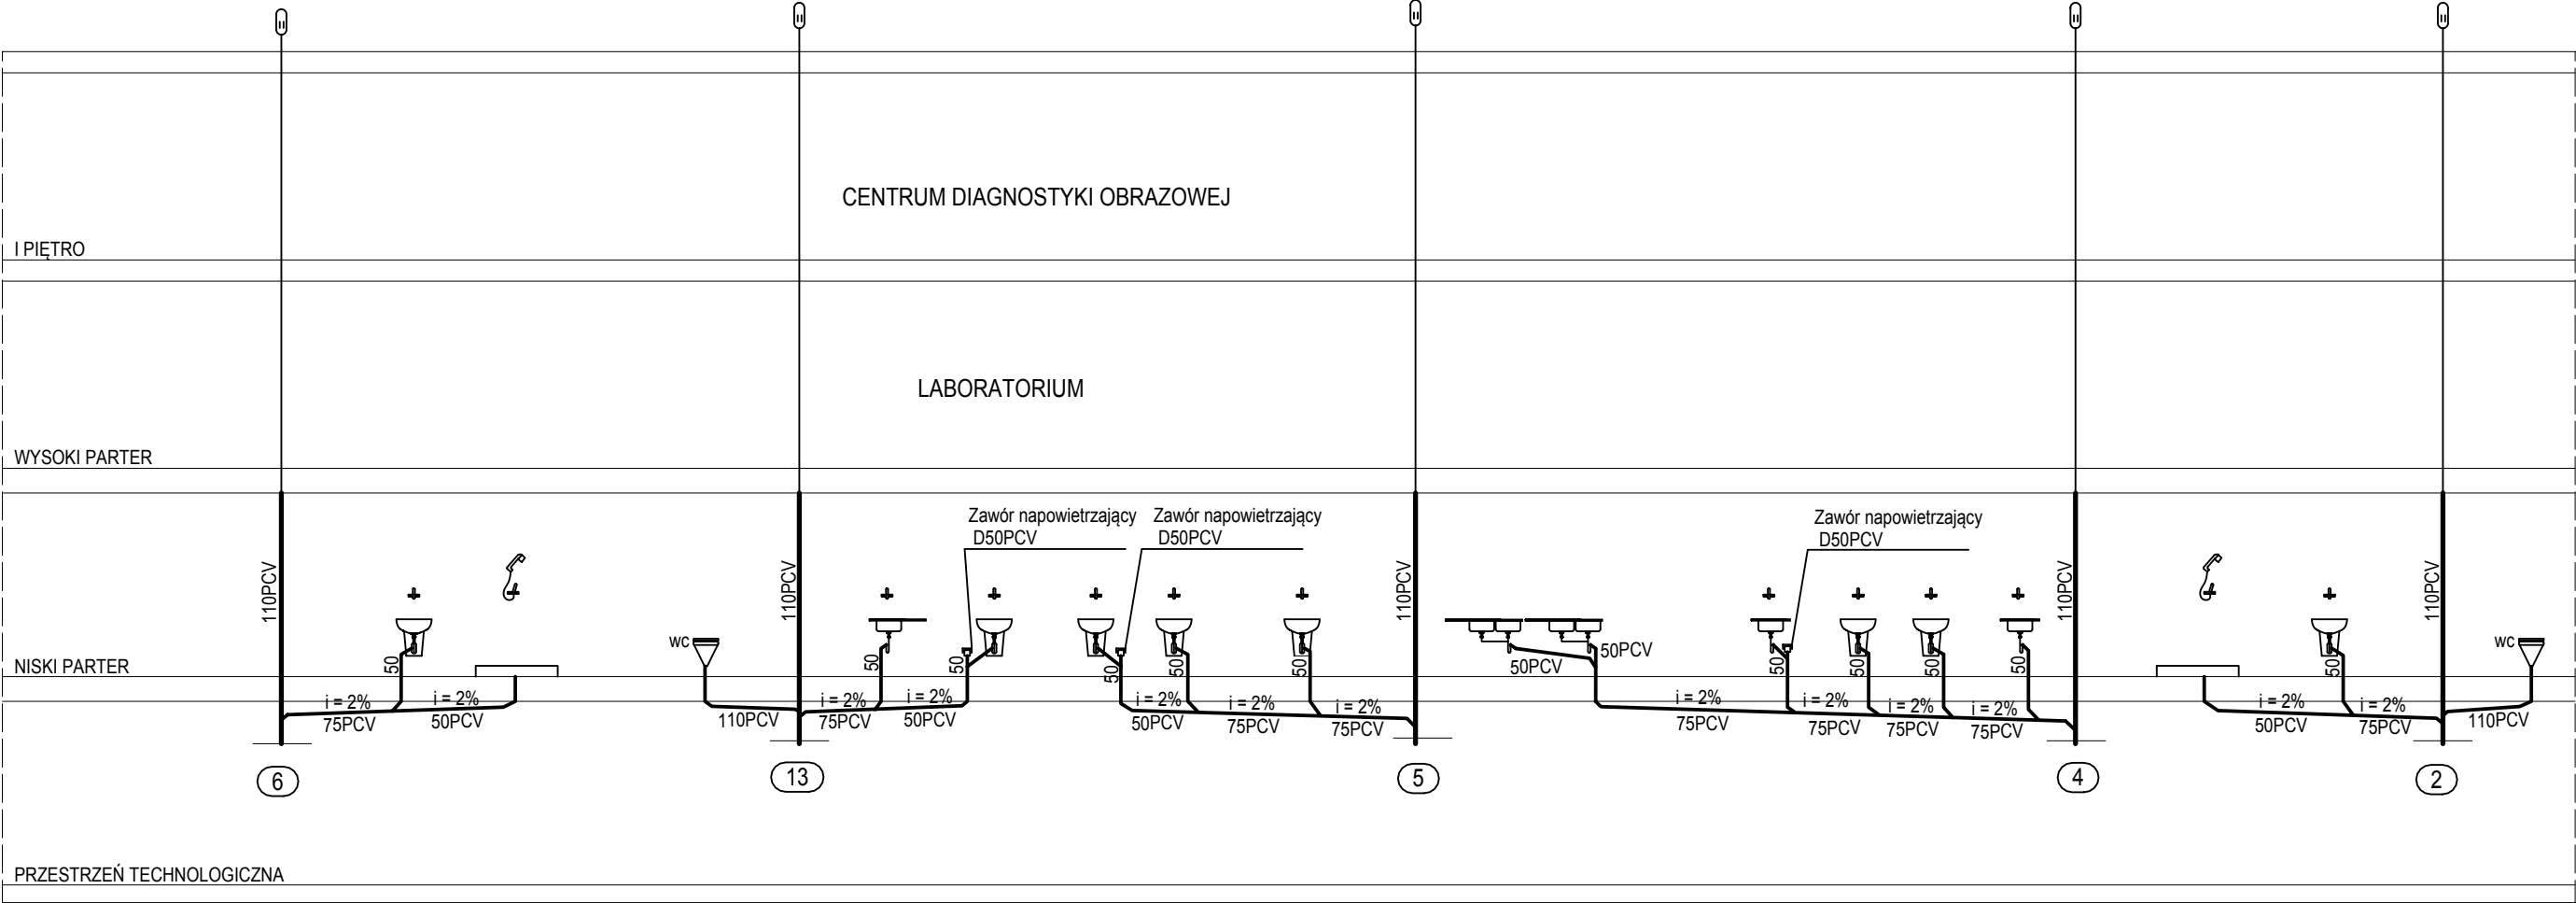 CENTRUM DIAGNOSTYKI OBRAZOWEJ
I PIĘTRO
LABORATORIUM
WYSOKI PARTER
Zawór napowietrzający
D50PCV
Zawór napowietrzający
D50PCV
Zawór napowietrzający
D50PCV
110PCV
110PCV
110PCV
110PCV
110PCV
NISKI PARTER
50
wc
50
50
50
50
50
50PCV
50PCV
50
50
50
50
50
wc
i = 2%
75PCV
i = 2%
50PCV
110PCV
i = 2%
75PCV
i = 2%
50PCV
i = 2%
50PCV
i = 2%
75PCV
i = 2%
75PCV
i = 2%
75PCV
i = 2%
75PCV
i = 2%
75PCV
i = 2%
75PCV
i = 2%
50PCV
i = 2%
75PCV
110PCV
6
13
5
4
2
PRZESTRZEŃ TECHNOLOGICZNA